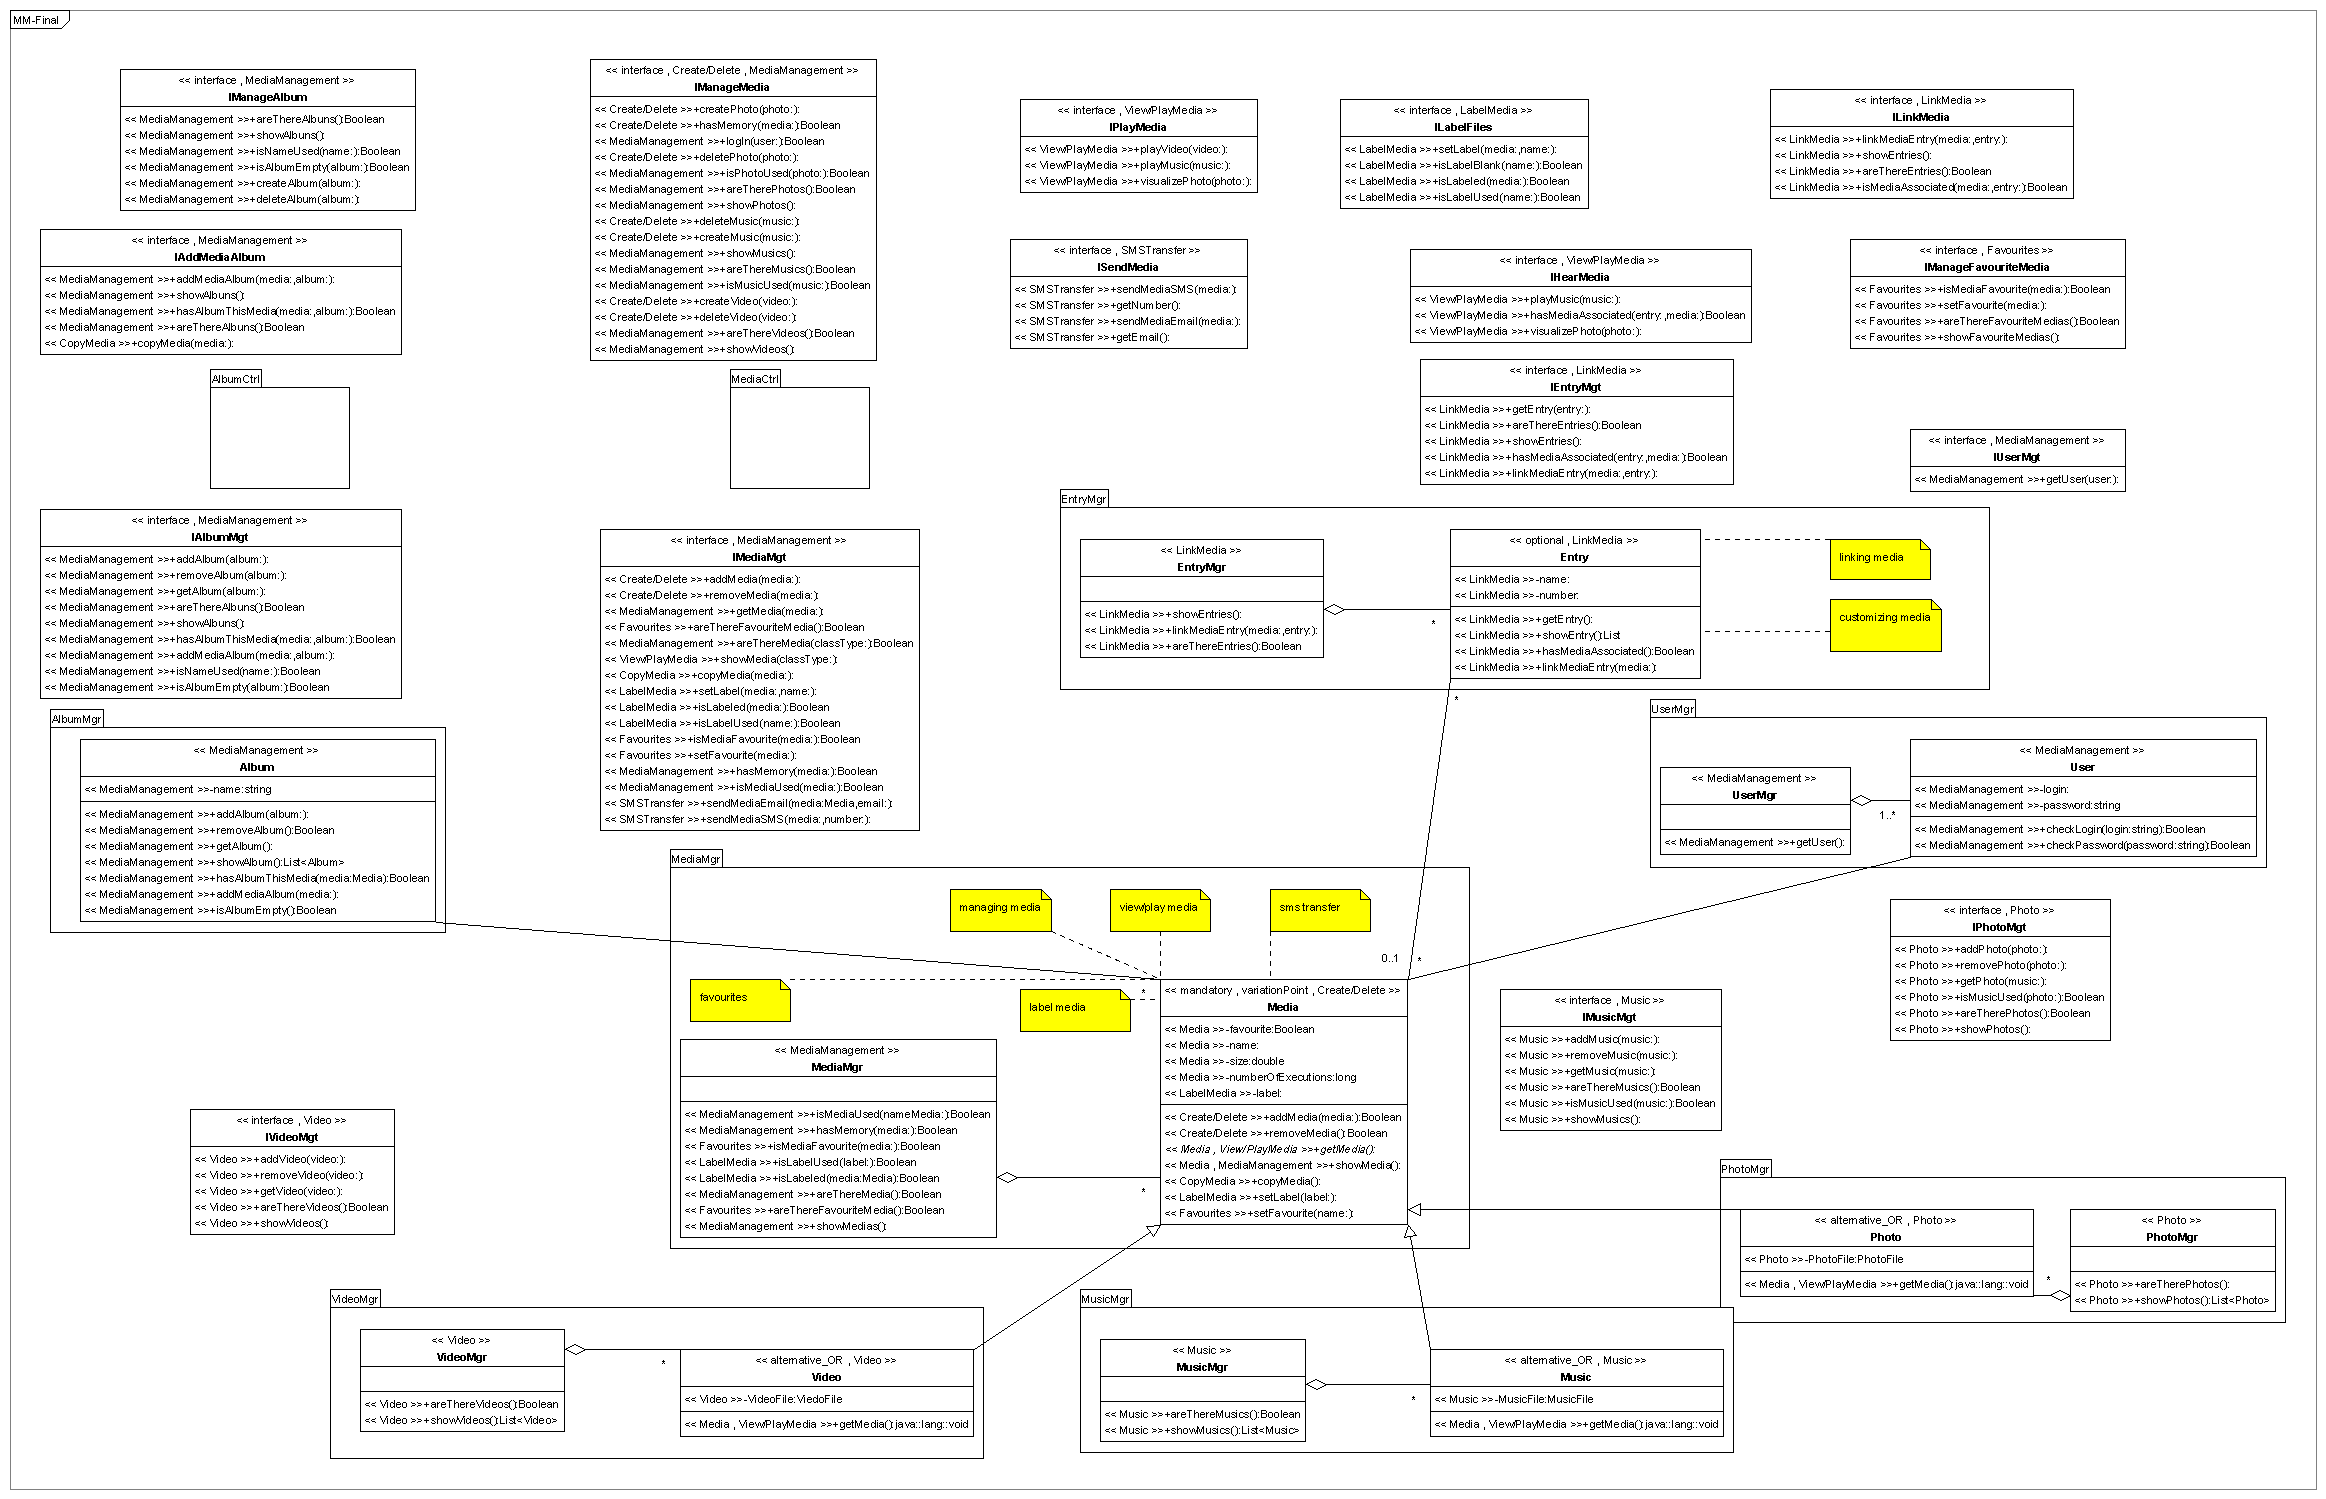 MM-Final
<< interface , MediaManagement >>
IManageAlbum
<< MediaManagement >>+areThereAlbuns():Boolean
<< MediaManagement >>+showAlbuns():
<< MediaManagement >>+isNameUsed(name:):Boolean
<< MediaManagement >>+isAlbumEmpty(album:):Boolean
<< MediaManagement >>+createAlbum(album:):
<< MediaManagement >>+deleteAlbum(album:):
<< interface , Create/Delete , MediaManagement >>
IManageMedia
<< Create/Delete >>+createPhoto(photo:):
<< Create/Delete >>+hasMemory(media:):Boolean
<< MediaManagement >>+logIn(user:):Boolean
<< Create/Delete >>+deletePhoto(photo:):
<< MediaManagement >>+isPhotoUsed(photo:):Boolean
<< MediaManagement >>+areTherePhotos():Boolean
<< MediaManagement >>+showPhotos():
<< Create/Delete >>+deleteMusic(music:):
<< Create/Delete >>+createMusic(music:):
<< MediaManagement >>+showMusics():
<< MediaManagement >>+areThereMusics():Boolean
<< MediaManagement >>+isMusicUsed(music:):Boolean
<< Create/Delete >>+createVideo(video:):
<< Create/Delete >>+deleteVideo(video:):
<< MediaManagement >>+areThereVideos():Boolean
<< MediaManagement >>+showVideos():
<< interface , View/PlayMedia >>
IPlayMedia
<< View/PlayMedia >>+playVideo(video:):
<< View/PlayMedia >>+playMusic(music:):
<< View/PlayMedia >>+visualizePhoto(photo:):
<< interface , LabelMedia >>
ILabelFiles
<< LabelMedia >>+setLabel(media:,name:):
<< LabelMedia >>+isLabelBlank(name:):Boolean
<< LabelMedia >>+isLabeled(media:):Boolean
<< LabelMedia >>+isLabelUsed(name:):Boolean
<< interface , LinkMedia >>
ILinkMedia
<< LinkMedia >>+linkMediaEntry(media:,entry:):
<< LinkMedia >>+showEntries():
<< LinkMedia >>+areThereEntries():Boolean
<< LinkMedia >>+isMediaAssociated(media:,entry:):Boolean
<< interface , MediaManagement >>
IAddMediaAlbum
<< MediaManagement >>+addMediaAlbum(media:,album:):
<< MediaManagement >>+showAlbuns():
<< MediaManagement >>+hasAlbumThisMedia(media:,album:):Boolean
<< MediaManagement >>+areThereAlbuns():Boolean
<< CopyMedia >>+copyMedia(media:):
<< interface , SMSTransfer >>
ISendMedia
<< SMSTransfer >>+sendMediaSMS(media:):
<< SMSTransfer >>+getNumber():
<< SMSTransfer >>+sendMediaEmail(media:):
<< SMSTransfer >>+getEmail():
<< interface , View/PlayMedia >>
IHearMedia
<< View/PlayMedia >>+playMusic(music:):
<< View/PlayMedia >>+hasMediaAssociated(entry:,media:):Boolean
<< View/PlayMedia >>+visualizePhoto(photo:):
<< interface , Favourites >>
IManageFavouriteMedia
<< Favourites >>+isMediaFavourite(media:):Boolean
<< Favourites >>+setFavourite(media:):
<< Favourites >>+areThereFavouriteMedias():Boolean
<< Favourites >>+showFavouriteMedias():
AlbumCtrl
MediaCtrl
<< interface , LinkMedia >>
IEntryMgt
<< LinkMedia >>+getEntry(entry:):
<< LinkMedia >>+areThereEntries():Boolean
<< LinkMedia >>+showEntries():
<< LinkMedia >>+hasMediaAssociated(entry:,media:):Boolean
<< LinkMedia >>+linkMediaEntry(media:,entry:):
<< interface , MediaManagement >>
IUserMgt
<< MediaManagement >>+getUser(user:):
<< interface , MediaManagement >>
IAlbumMgt
<< MediaManagement >>+addAlbum(album:):
<< MediaManagement >>+removeAlbum(album:):
<< MediaManagement >>+getAlbum(album:):
<< MediaManagement >>+areThereAlbuns():Boolean
<< MediaManagement >>+showAlbuns():
<< MediaManagement >>+hasAlbumThisMedia(media:,album:):Boolean
<< MediaManagement >>+addMediaAlbum(media:,album:):
<< MediaManagement >>+isNameUsed(name:):Boolean
<< MediaManagement >>+isAlbumEmpty(album:):Boolean
<< interface , MediaManagement >>
IMediaMgt
<< Create/Delete >>+addMedia(media:):
<< Create/Delete >>+removeMedia(media:):
<< MediaManagement >>+getMedia(media:):
<< Favourites >>+areThereFavouriteMedia():Boolean
<< MediaManagement >>+areThereMedia(classType:):Boolean
<< View/PlayMedia >>+showMedia(classType:):
<< CopyMedia >>+copyMedia(media:):
<< LabelMedia >>+setLabel(media:,name:):
<< LabelMedia >>+isLabeled(media:):Boolean
<< LabelMedia >>+isLabelUsed(name:):Boolean
<< Favourites >>+isMediaFavourite(media:):Boolean
<< Favourites >>+setFavourite(media:):
<< MediaManagement >>+hasMemory(media:):Boolean
<< MediaManagement >>+isMediaUsed(media:):Boolean
<< SMSTransfer >>+sendMediaEmail(media:Media,email:):
<< SMSTransfer >>+sendMediaSMS(media:,number:):
EntryMgr
<< LinkMedia >>
EntryMgr
<< LinkMedia >>+showEntries():
<< LinkMedia >>+linkMediaEntry(media:,entry:):
<< LinkMedia >>+areThereEntries():Boolean
*
<< optional , LinkMedia >>
Entry
<< LinkMedia >>-name:
<< LinkMedia >>-number:
<< LinkMedia >>+getEntry():
<< LinkMedia >>+showEntry():List
<< LinkMedia >>+hasMediaAssociated():Boolean
<< LinkMedia >>+linkMediaEntry(media:):
linking media
customizing media
*
AlbumMgr
<< MediaManagement >>
Album
<< MediaManagement >>-name:string
<< MediaManagement >>+addAlbum(album:):
<< MediaManagement >>+removeAlbum():Boolean
<< MediaManagement >>+getAlbum():
<< MediaManagement >>+showAlbum():List<Album>
<< MediaManagement >>+hasAlbumThisMedia(media:Media):Boolean
<< MediaManagement >>+addMediaAlbum(media:):
<< MediaManagement >>+isAlbumEmpty():Boolean
UserMgr
<< MediaManagement >>
UserMgr
<< MediaManagement >>+getUser():
1..*
<< MediaManagement >>
User
<< MediaManagement >>-login:
<< MediaManagement >>-password:string
<< MediaManagement >>+checkLogin(login:string):Boolean
<< MediaManagement >>+checkPassword(password:string):Boolean
MediaMgr
managing media
view/play media
sms transfer
favourites
label media
0..1
*
*
<< mandatory , variationPoint , Create/Delete >>
Media
<< Media >>-favourite:Boolean
<< Media >>-name:
<< Media >>-size:double
<< Media >>-numberOfExecutions:long
<< LabelMedia >>-label:
<< Create/Delete >>+addMedia(media:):Boolean
<< Create/Delete >>+removeMedia():Boolean
<< Media , View/PlayMedia >>+getMedia():
<< Media , MediaManagement >>+showMedia():
<< CopyMedia >>+copyMedia():
<< LabelMedia >>+setLabel(label:):
<< Favourites >>+setFavourite(name:):
<< MediaManagement >>
MediaMgr
<< MediaManagement >>+isMediaUsed(nameMedia:):Boolean
<< MediaManagement >>+hasMemory(media:):Boolean
<< Favourites >>+isMediaFavourite(media:):Boolean
<< LabelMedia >>+isLabelUsed(label:):Boolean
<< LabelMedia >>+isLabeled(media:Media):Boolean
<< MediaManagement >>+areThereMedia():Boolean
<< Favourites >>+areThereFavouriteMedia():Boolean
<< MediaManagement >>+showMedias():
*
<< interface , Photo >>
IPhotoMgt
<< Photo >>+addPhoto(photo:):
<< Photo >>+removePhoto(photo:):
<< Photo >>+getPhoto(music:):
<< Photo >>+isMusicUsed(photo:):Boolean
<< Photo >>+areTherePhotos():Boolean
<< Photo >>+showPhotos():
<< interface , Music >>
IMusicMgt
<< Music >>+addMusic(music:):
<< Music >>+removeMusic(music:):
<< Music >>+getMusic(music:):
<< Music >>+areThereMusics():Boolean
<< Music >>+isMusicUsed(music:):Boolean
<< Music >>+showMusics():
<< interface , Video >>
IVideoMgt
<< Video >>+addVideo(video:):
<< Video >>+removeVideo(video:):
<< Video >>+getVideo(video:):
<< Video >>+areThereVideos():Boolean
<< Video >>+showVideos():
PhotoMgr
<< alternative_OR , Photo >>
Photo
<< Photo >>-PhotoFile:PhotoFile
<< Media , View/PlayMedia >>+getMedia():java::lang::void
*
<< Photo >>
PhotoMgr
<< Photo >>+areTherePhotos():
<< Photo >>+showPhotos():List<Photo>
VideoMgr
<< Video >>
VideoMgr
<< Video >>+areThereVideos():Boolean
<< Video >>+showVideos():List<Video>
*
<< alternative_OR , Video >>
Video
<< Video >>-VideoFile:ViedoFile
<< Media , View/PlayMedia >>+getMedia():java::lang::void
MusicMgr
<< Music >>
MusicMgr
<< Music >>+areThereMusics():Boolean
<< Music >>+showMusics():List<Music>
*
<< alternative_OR , Music >>
Music
<< Music >>-MusicFile:MusicFile
<< Media , View/PlayMedia >>+getMedia():java::lang::void